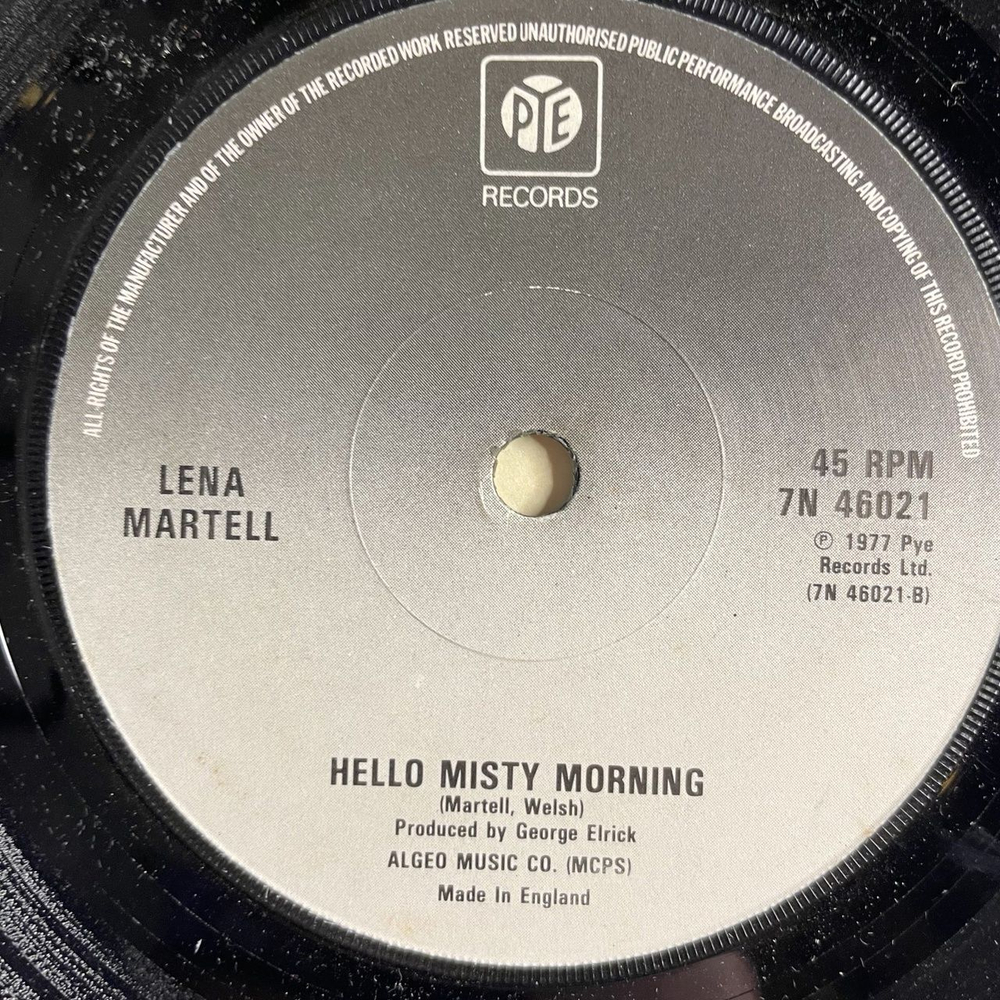 ALL RIGHTS OF THE MANUFACTURER AND OF THE OWNER OF THE RECORDED WORK RESERVED UNAUTHORISED PUBLIC PERFORMANCE BROADCASTING AND COPYING OF THIS RECORD PROHIBITED
PYE
RECORDS
LENA
MARTELL
45 RPM
7N 46021
℗ 1977 Pye
Records Ltd.
(7N 46021-B)
HELLO MISTY MORNING
(Martell, Welsh)
Produced by George Elrick
ALGEO MUSIC CO. (MCPS)
Made In England